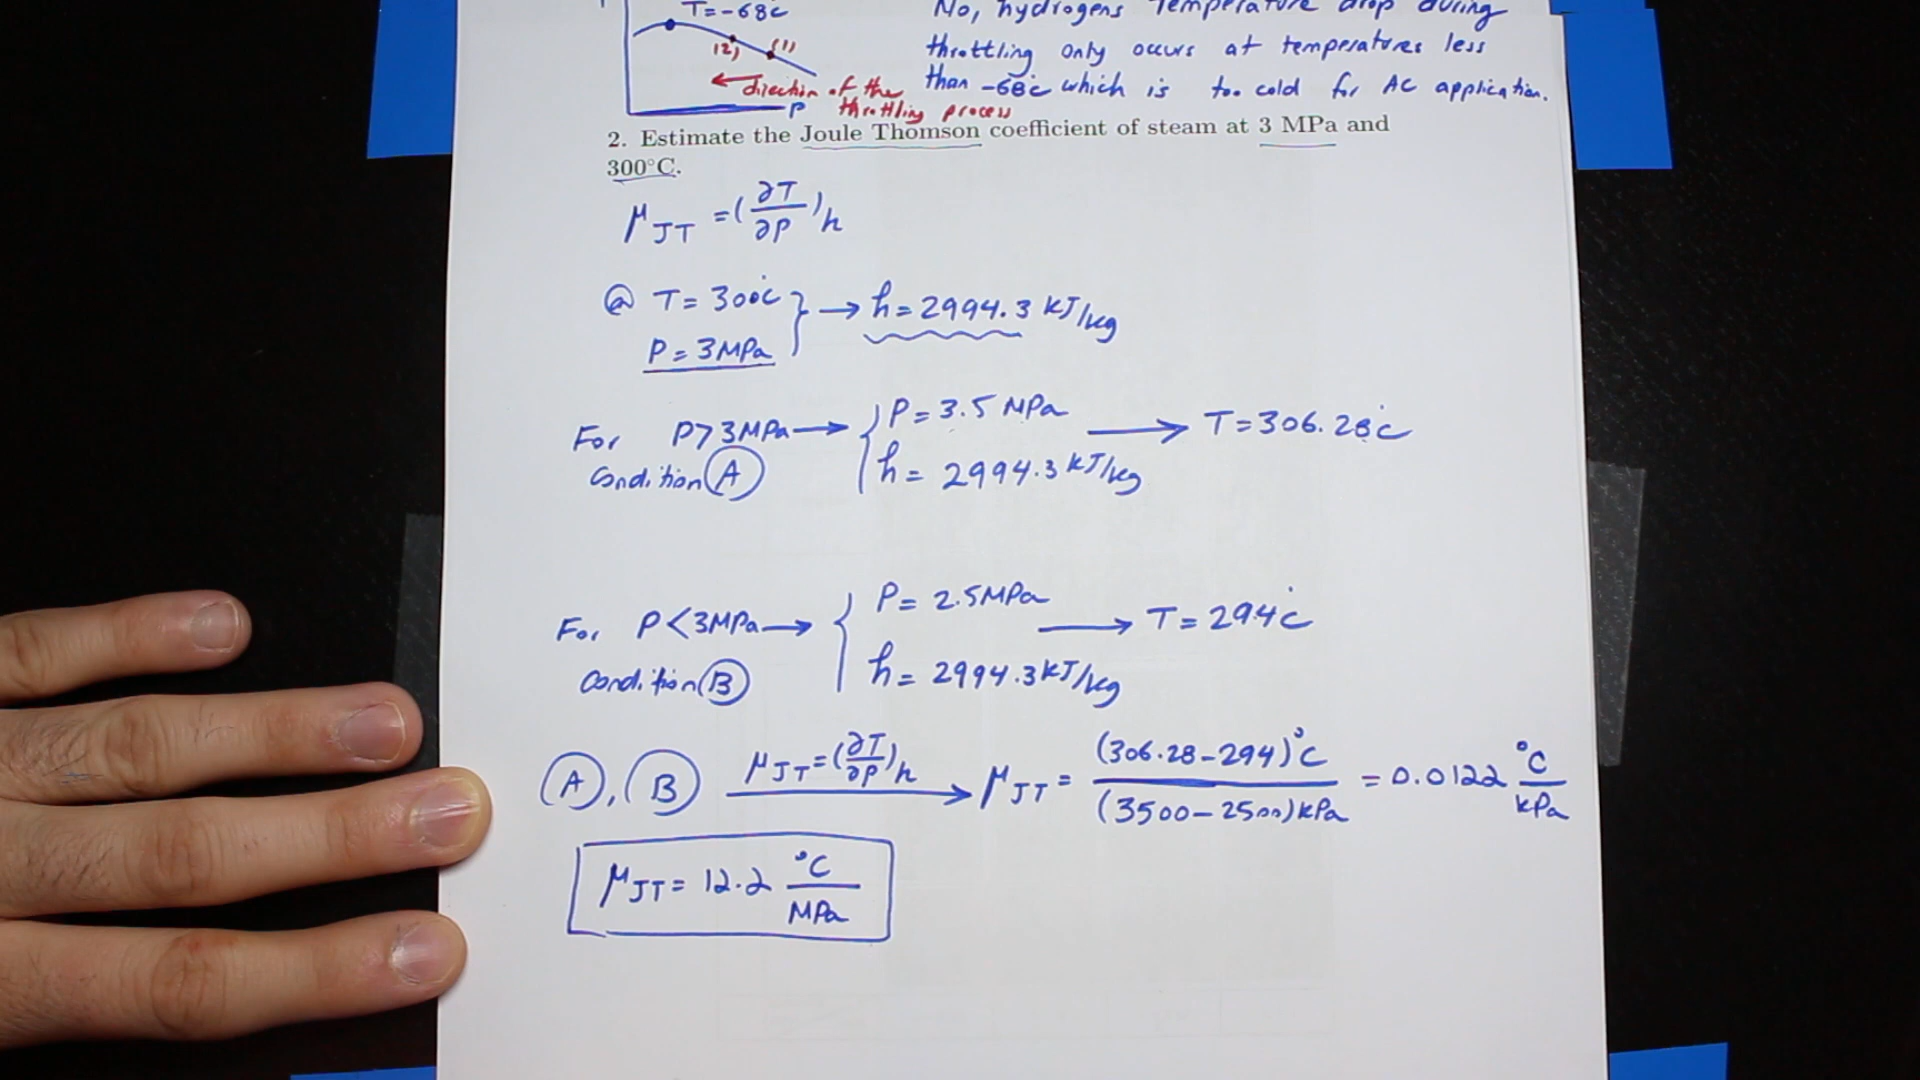 T=-68°C
No, hydrogens temperature drop during
(2) (1)
throttling only occurs at temperatures less
than -68°C which is too cold for AC application.
direction of the
throttling process
P
2. Estimate the Joule Thomson coefficient of steam at 3 MPa and
300°C.
μJT = (∂T/∂P)h
@ T = 300°C
P = 3MPa } → h = 2994.3 kJ/kg
For P>3MPa → { P = 3.5 MPa → T = 306.28°C
Condition (A) h = 2994.3 kJ/kg
For P<3MPa → { P = 2.5MPa → T = 294°C
Condition (B) h = 2994.3 kJ/kg
(A), (B) μJT = (∂T/∂P)h → μJT = (306.28-294)°C / (3500-2500)kPa = 0.0122 °C/kPa
μJT = 12.2 °C/MPa